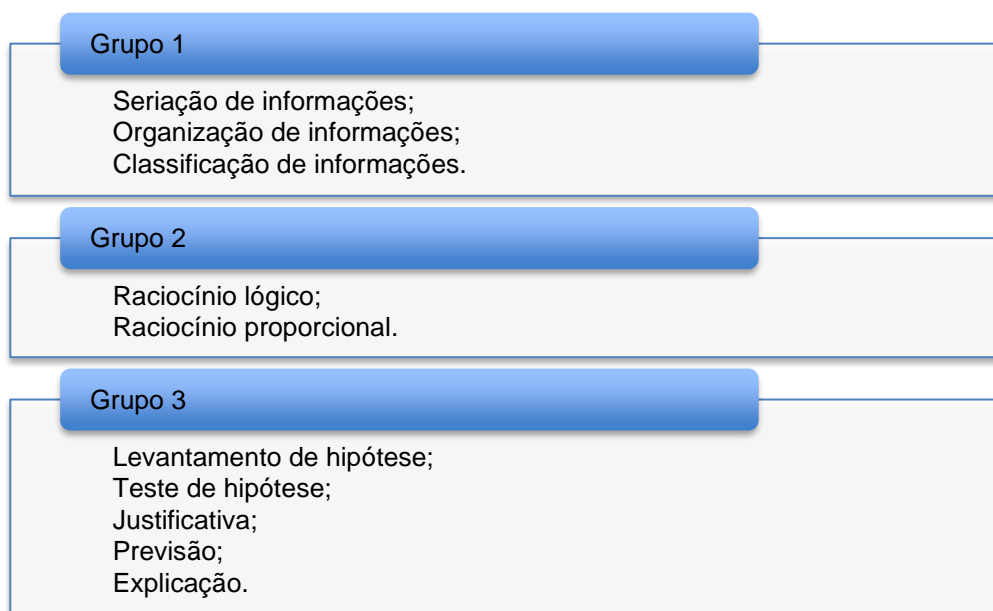 Grupo 1
Seriação de informações;
Organização de informações;
Classificação de informações.
Grupo 2
Raciocínio lógico;
Raciocínio proporcional.
Grupo 3
Levantamento de hipótese;
Teste de hipótese;
Justificativa;
Previsão;
Explicação.